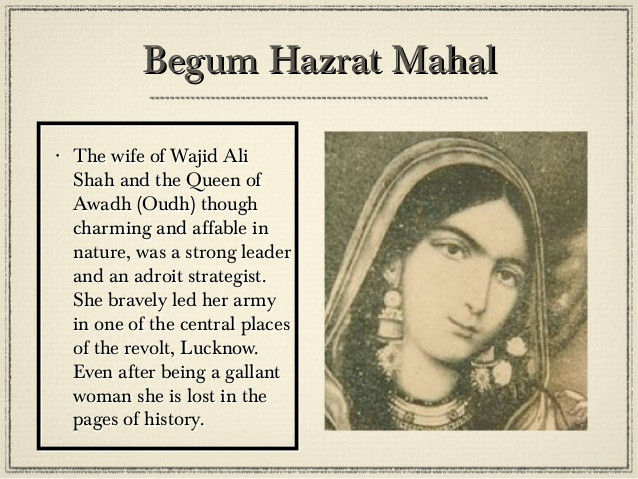 Begum Hazrat Mahal
• The wife of Wajid Ali
Shah and the Queen of
Awadh (Oudh) though
charming and affable in
nature, was a strong leader
and an adroit strategist.
She bravely led her army
in one of the central places
of the revolt, Lucknow.
Even after being a gallant
woman she is lost in the
pages of history.